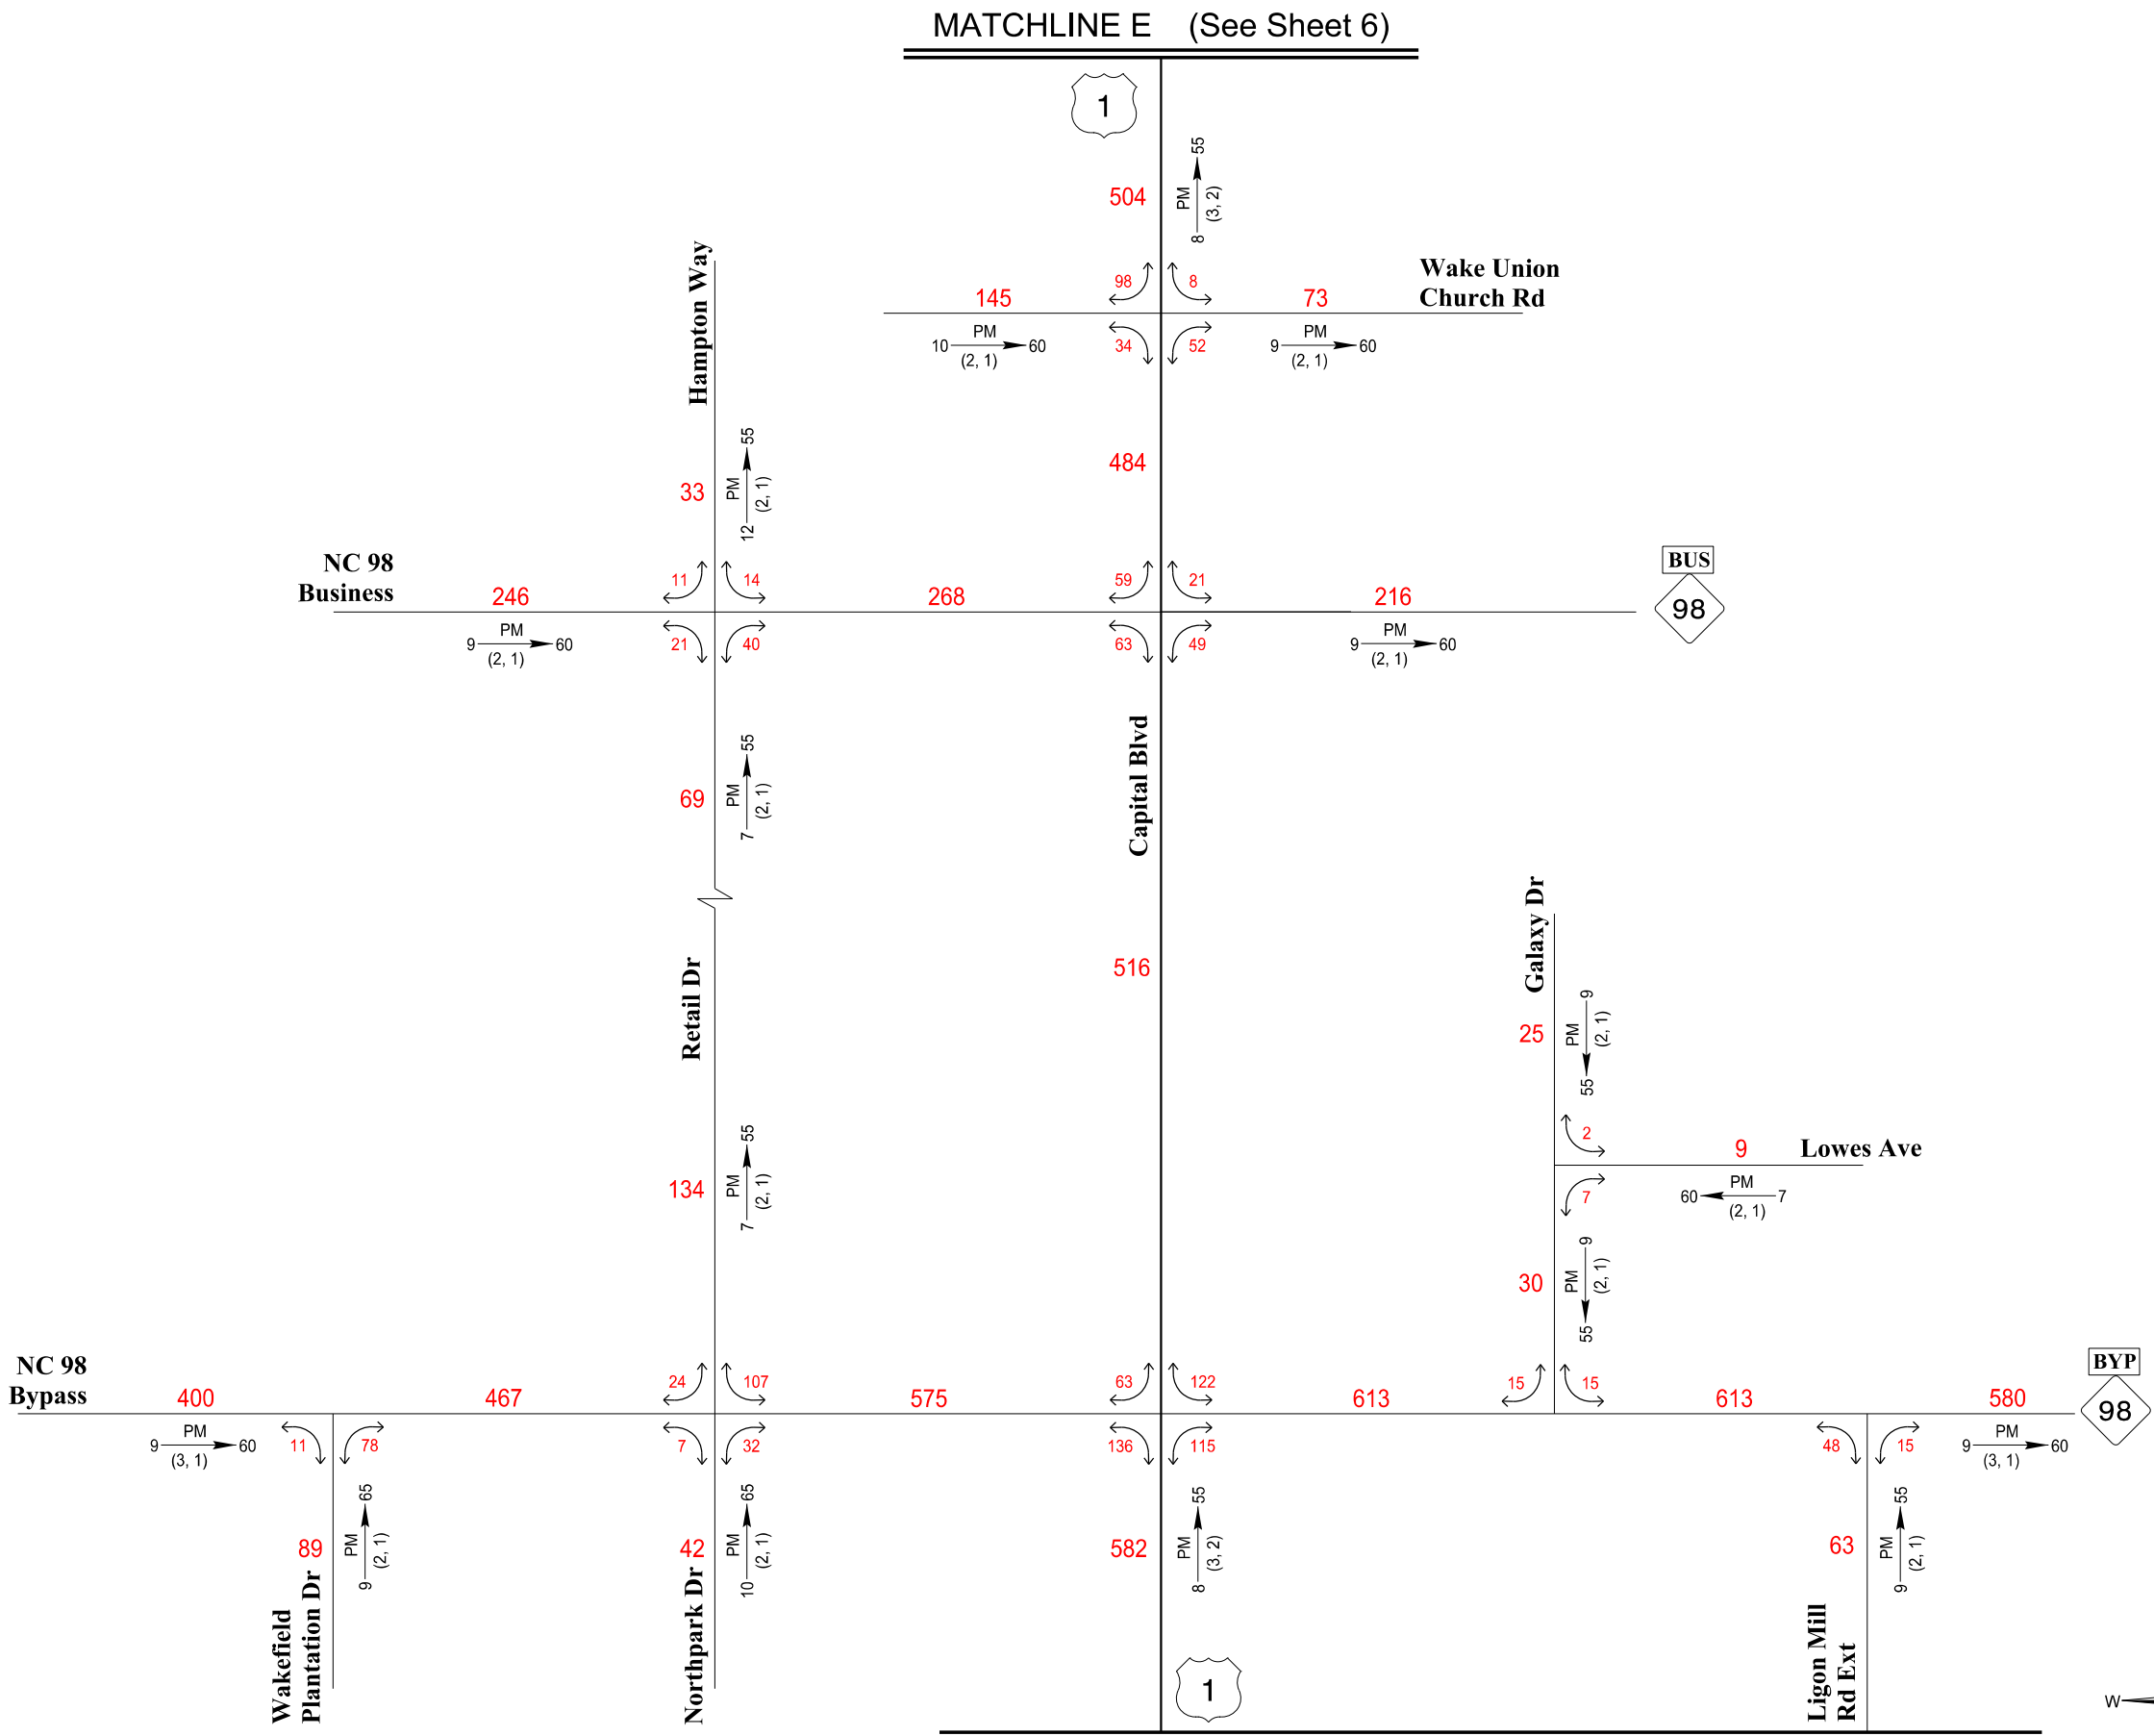 MATCHLINE E (See Sheet 6)
1
504
PM
(3, 2)
8
55
Wake Union
Church Rd
98
8
145
73
PM
10
60
(2, 1)
34
52
PM
9
60
(2, 1)
Hampton Way
484
33
PM
(2, 1)
12
55
NC 98
Business
246
11
14
268
59
21
216
BUS
98
PM
9
60
(2, 1)
21
40
63
49
PM
9
60
(2, 1)
69
PM
(2, 1)
7
55
Capital Blvd
516
Retail Dr
134
PM
(2, 1)
7
55
Galaxy Dr
25
PM
(2, 1)
9
55
2
9
Lowes Ave
7
PM
60
7
(2, 1)
30
PM
(2, 1)
9
55
NC 98
Bypass
400
467
24
107
575
63
122
613
15
15
613
580
BYP
98
PM
9
60
(3, 1)
11
78
7
32
136
115
48
15
PM
9
60
(3, 1)
89
PM
(2, 1)
9
65
Wakefield
Plantation Dr
42
PM
(2, 1)
10
65
Northpark Dr
582
PM
(3, 2)
8
55
1
63
PM
(2, 1)
9
55
Ligon Mill
Rd Ext
W